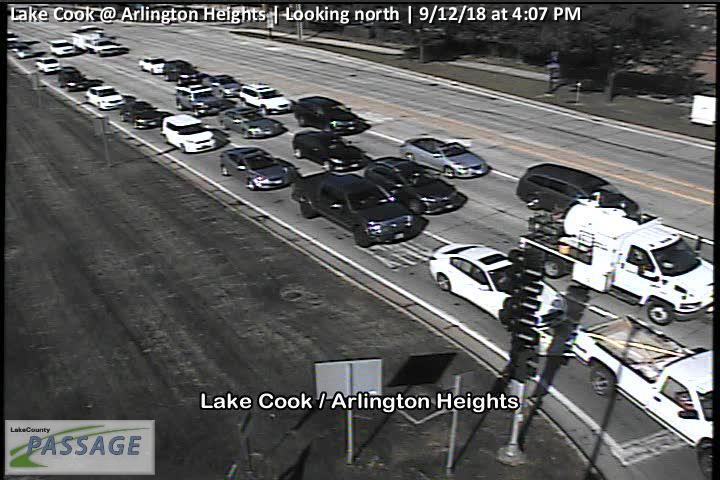 Lake Cook @ Arlington Heights | Looking north | 9/12/18 at 4:07 PM
Lake Cook / Arlington Heights
LakeCounty
PASSAGE